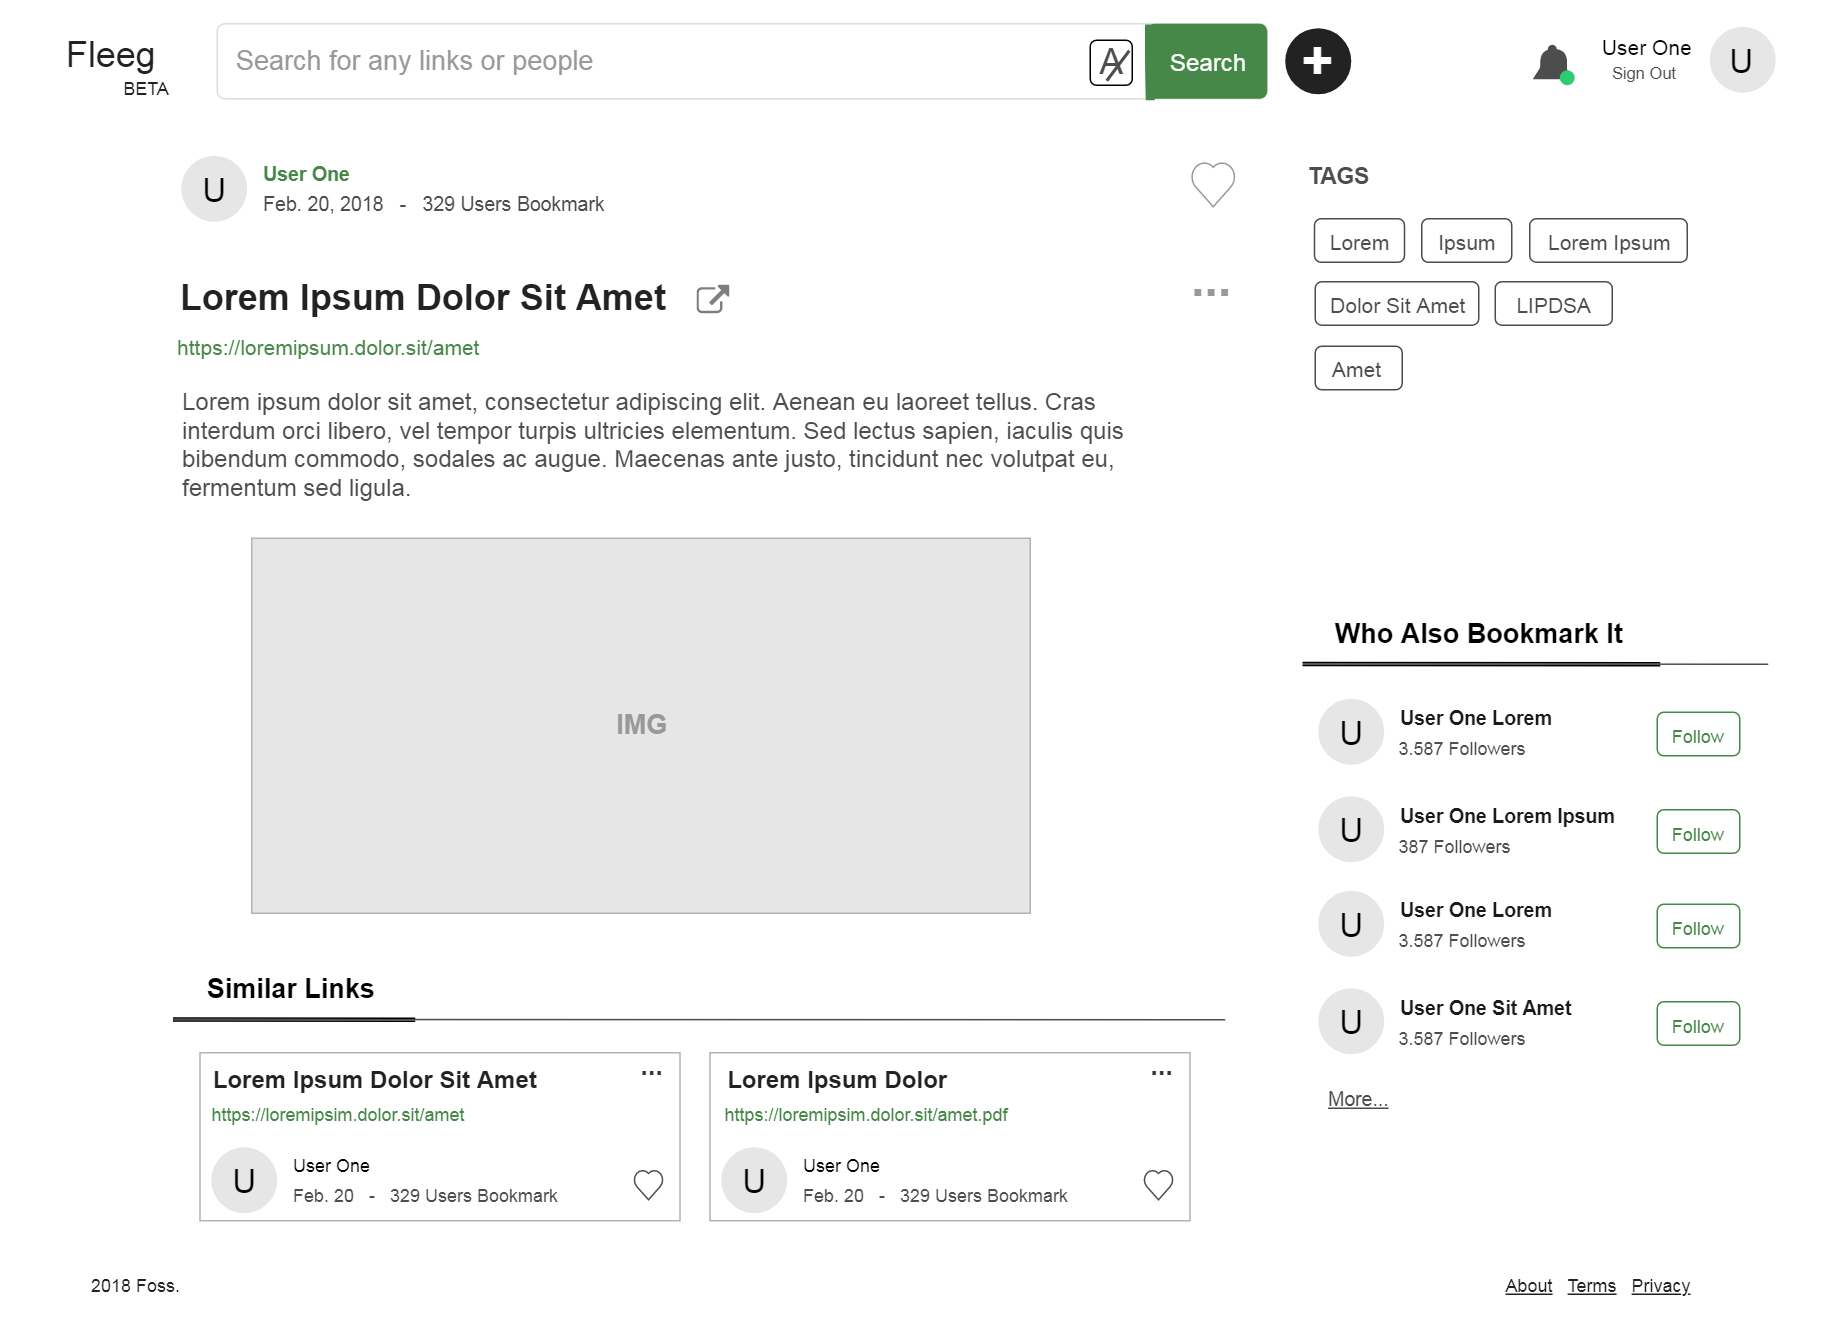 Fleeg
BETA
Search for any links or people
A
Search
User One
Sign Out
U
U
User One
Feb. 20, 2018 - 329 Users Bookmark
Lorem Ipsum Dolor Sit Amet
...
https://loremipsum.dolor.sit/amet
Lorem ipsum dolor sit amet, consectetur adipiscing elit. Aenean eu laoreet tellus. Cras
interdum orci libero, vel tempor turpis ultricies elementum. Sed lectus sapien, iaculis quis
bibendum commodo, sodales ac augue. Maecenas ante justo, tincidunt nec volutpat eu,
fermentum sed ligula.
IMG
TAGS
Lorem
Ipsum
Lorem Ipsum
Dolor Sit Amet
LIPDSA
Amet
Who Also Bookmark It
U
User One Lorem
3.587 Followers
Follow
U
User One Lorem Ipsum
387 Followers
Follow
U
User One Lorem
3.587 Followers
Follow
U
User One Sit Amet
3.587 Followers
Follow
More...
Similar Links
Lorem Ipsum Dolor Sit Amet
...
https://loremipsim.dolor.sit/amet
U
User One
Feb. 20 - 329 Users Bookmark
Lorem Ipsum Dolor
...
https://loremipsim.dolor.sit/amet.pdf
U
User One
Feb. 20 - 329 Users Bookmark
2018 Foss.
About Terms Privacy